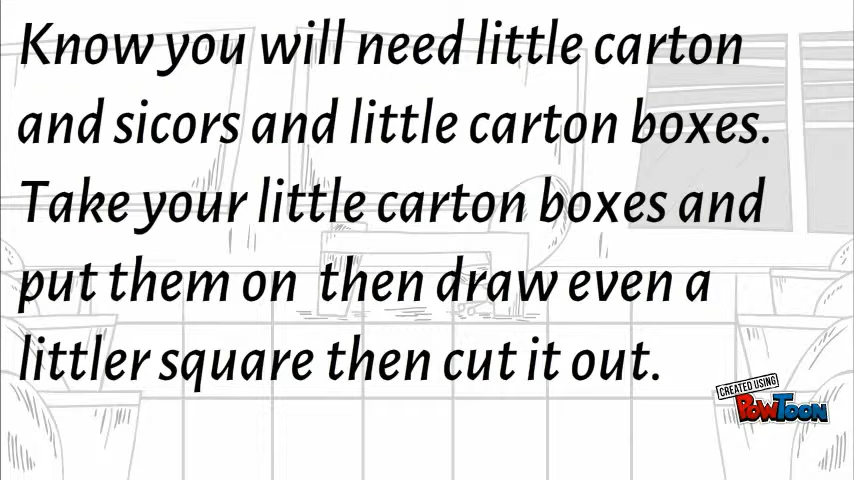 Know you will need little carton
and sicors and little carton boxes.
Take your little carton boxes and
put them on  then draw even a
littler square then cut it out.
CREATED USING
POWTOON